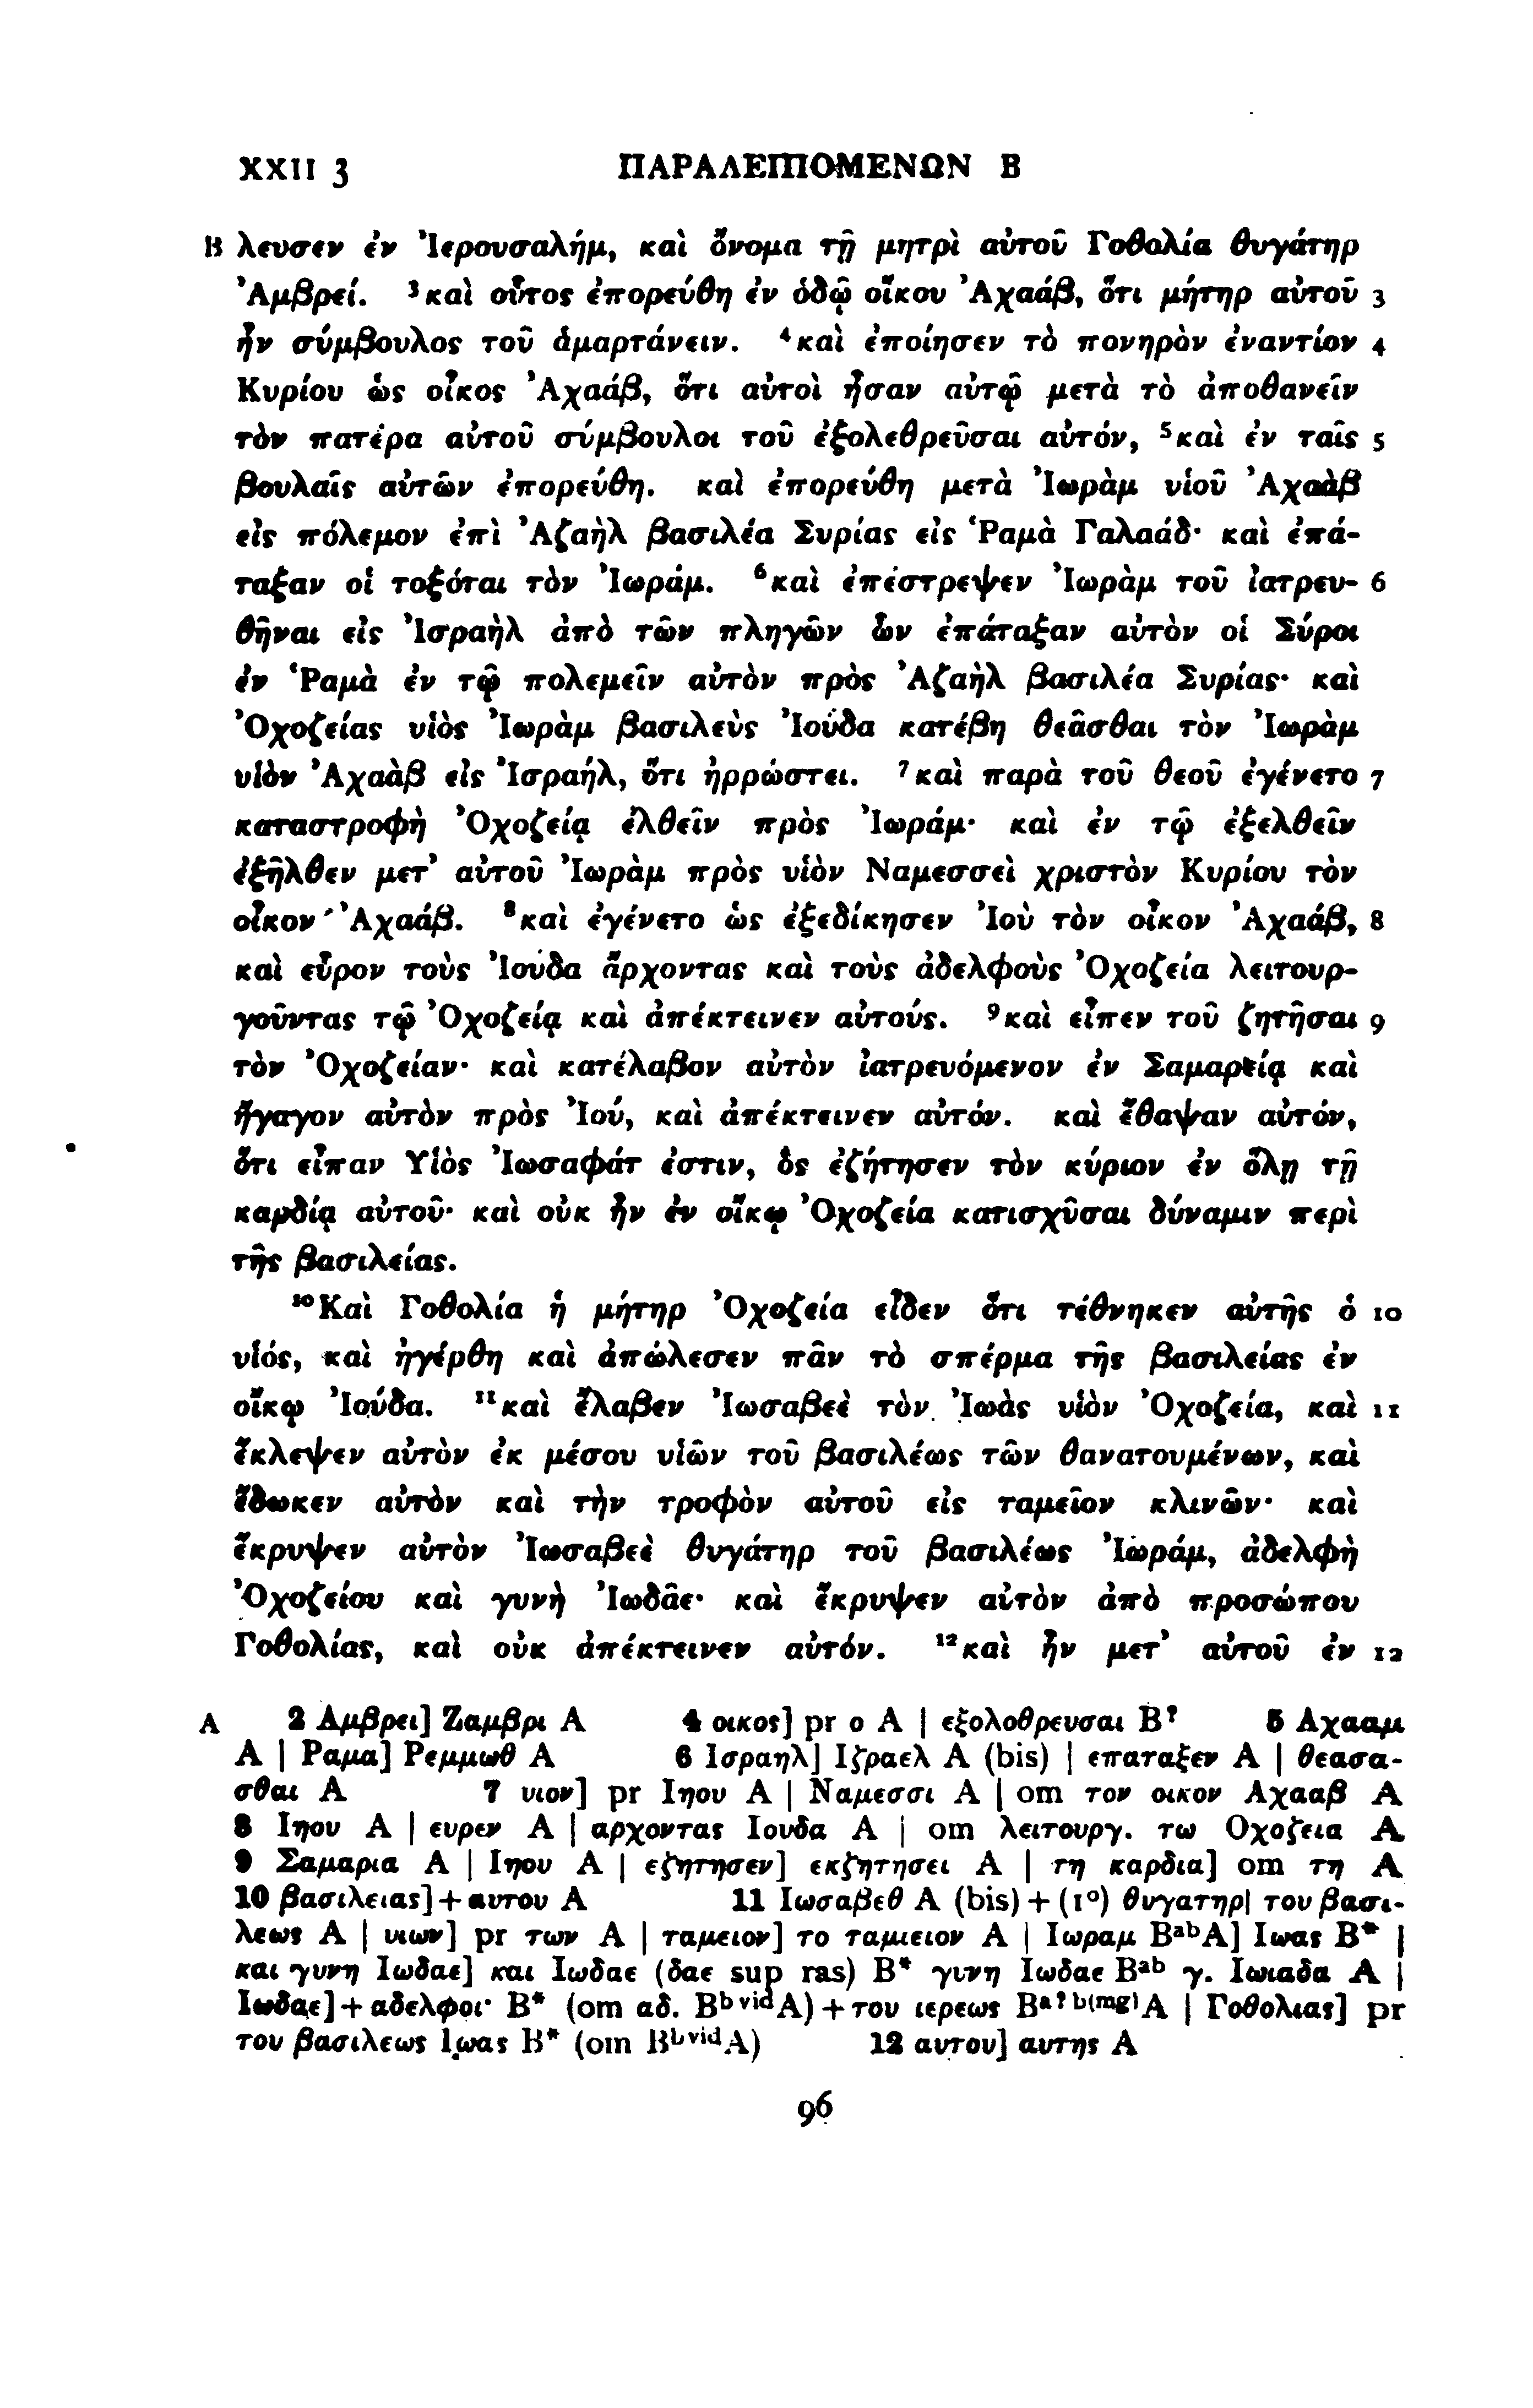 XXII 3 ΠΑΡΑΛΕΙΠΟΜΕΝΩΝ Β
B λευσεν ἐν Ἰερουσαλήμ, καὶ ὄνομα τῇ μητρὶ αὐτοῦ Γοθολία θυγάτηρ
Ἀμβρεί. ³καὶ οὗτος ἐπορεύθη ἐν ὁδῷ οἴκου Ἀχαάβ, ὅτι μήτηρ αὐτοῦ 3
ἦν σύμβουλος τοῦ ἁμαρτάνειν. ⁴καὶ ἐποίησεν τὸ πονηρὸν ἐναντίον 4
Κυρίου ὡς οἶκος Ἀχαάβ, ὅτι αὐτοὶ ἦσαν αὐτῷ μετὰ τὸ ἀποθανεῖν
τὸν πατέρα αὐτοῦ σύμβουλοι τοῦ ἐξολεθρεῦσαι αὐτόν, ⁵καὶ ἐν ταῖς 5
βουλαῖς αὐτῶν ἐπορεύθη. καὶ ἐπορεύθη μετὰ Ἰωρὰμ υἱοῦ Ἀχαὰβ
εἰς πόλεμον ἐπὶ Ἀζαὴλ βασιλέα Συρίας εἰς Ῥαμὰ Γαλαάδ· καὶ ἐπά-
ταξαν οἱ τοξόται τὸν Ἰωράμ. ⁶καὶ ἐπέστρεψεν Ἰωρὰμ τοῦ ἰατρευ- 6
θῆναι εἰς Ἰσραὴλ ἀπὸ τῶν πληγῶν ὧν ἐπάταξαν αὐτὸν οἱ Σύροι
ἐν Ῥαμὰ ἐν τῷ πολεμεῖν αὐτὸν πρὸς Ἀζαὴλ βασιλέα Συρίας· καὶ
Ὀχοζείας υἱὸς Ἰωρὰμ βασιλεὺς Ἰούδα κατέβη θεᾶσθαι τὸν Ἰωρὰμ
υἱὸν Ἀχαὰβ εἰς Ἰσραήλ, ὅτι ἠρρώστει. ⁷καὶ παρὰ τοῦ θεοῦ ἐγένετο 7
καταστροφὴ Ὀχοζείᾳ ἐλθεῖν πρὸς Ἰωράμ· καὶ ἐν τῷ ἐξελθεῖν
ἐξῆλθεν μετ᾽ αὐτοῦ Ἰωρὰμ πρὸς υἱὸν Ναμεσσεὶ χριστὸν Κυρίου τὸν
οἶκον Ἀχαάβ. ⁸καὶ ἐγένετο ὡς ἐξεδίκησεν Ἰοὺ τὸν οἶκον Ἀχαάβ, 8
καὶ εὗρον τοὺς Ἰούδα ἄρχοντας καὶ τοὺς ἀδελφοὺς Ὀχοζεία λειτουρ-
γοῦντας τῷ Ὀχοζείᾳ καὶ ἀπέκτεινεν αὐτούς. ⁹καὶ εἶπεν τοῦ ζητῆσαι 9
τὸν Ὀχοζείαν· καὶ κατέλαβον αὐτὸν ἰατρευόμενον ἐν Σαμαρείᾳ καὶ
ἤγαγον αὐτὸν πρὸς Ἰού, καὶ ἀπέκτεινεν αὐτόν. καὶ ἔθαψαν αὐτόν,
ὅτι εἶπαν Υἱὸς Ἰωσαφάτ ἐστιν, ὃς ἐζήτησεν τὸν κύριον ἐν ὅλῃ τῇ
καρδίᾳ αὐτοῦ· καὶ οὐκ ἦν ἐν οἴκῳ Ὀχοζεία κατισχῦσαι δύναμιν περὶ
τῆς βασιλείας.
¹⁰Καὶ Γοθολία ἡ μήτηρ Ὀχοζεία εἶδεν ὅτι τέθνηκεν αὐτῆς ὁ 10
υἱός, καὶ ἠγέρθη καὶ ἀπώλεσεν πᾶν τὸ σπέρμα τῆς βασιλείας ἐν
οἴκῳ Ἰούδα. ¹¹καὶ ἔλαβεν Ἰωσαβεὲ τὸν Ἰωὰς υἱὸν Ὀχοζεία, καὶ 11
ἔκλεψεν αὐτὸν ἐκ μέσου υἱῶν τοῦ βασιλέως τῶν θανατουμένων, καὶ
ἔδωκεν αὐτὸν καὶ τὴν τροφὸν αὐτοῦ εἰς ταμεῖον κλινῶν· καὶ
ἔκρυψεν αὐτὸν Ἰωσαβεὲ θυγάτηρ τοῦ βασιλέως Ἰωράμ, ἀδελφὴ
Ὀχοζείου καὶ γυνὴ Ἰωδᾶε· καὶ ἔκρυψεν αὐτὸν ἀπὸ προσώπου
Γοθολίας, καὶ οὐκ ἀπέκτεινεν αὐτόν. ¹²καὶ ἦν μετ᾽ αὐτοῦ ἐν 12
A 2 Αμβρει] Ζαμβρι A 4 οικος] pr ο A | εξολοθρευσαι B? 5 Αχααμ
A | Ραμα] Ρεμμωθ A 6 Ισραηλ] Ιζραελ A (bis) | επαταξεν A | θεασα-
σθαι A 7 υιον] pr Ιηου A | Ναμεσσι A | om τον οικον Αχααβ A
8 Ιηου A | ευρεν A | αρχοντας Ιουδα A | om λειτουργ. τω Οχοζεια A
9 Σαμαρια A | Ιηου A | εζητησεν] εκζητησει A | τη καρδια] om τη A
10 βασιλειας]+αυτου A 11 Ιωσαβεθ A (bis)+(1°) θυγατηρ| του βασι-
λεως A | υιων] pr των A | ταμειον] το ταμιειον A | Ιωραμ BᵃᵇA] Ιωας B* |
και γυνη Ιωδαε] και Ιωδαε (δαε sup ras) B* γυνη Ιωδαε Bᵃᵇ γ. Ιωιαδα A |
Ιωδαε]+αδελφοι· B* (om αδ. Bᵇ ᵛⁱᵈA)+του ιερεως Bᵃ? ᵇ⁽ᵐᵍ⁾A | Γοθολιας] pr
του βασιλεως Ιωας B* (om Bᵇ ᵛⁱᵈA) 12 αυτου] αυτης A
96